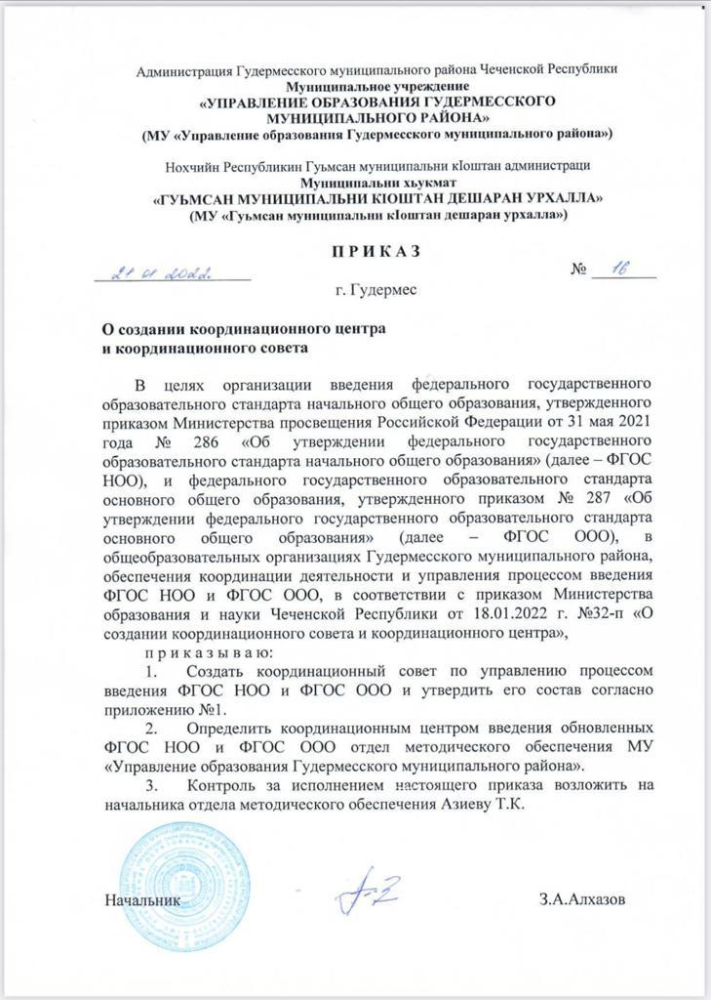 Администрация Гудермесского муниципального района Чеченской Республики
Муниципальное учреждение
«УПРАВЛЕНИЕ ОБРАЗОВАНИЯ ГУДЕРМЕССКОГО
МУНИЦИПАЛЬНОГО РАЙОНА»
(МУ «Управление образования Гудермесского муниципального района»)
Нохчийн Республикин Гуьмсан муниципальни кӀоштан администраци
Муниципальни хьукмат
«ГУЬМСАН МУНИЦИПАЛЬНИ КӀОШТАН ДЕШАРАН УРХАЛЛА»
(МУ «Гуьмсан муниципальни кӀоштан дешаран урхалла»)
П Р И К А З
21 01 2022 № 16
г. Гудермес
О создании координационного центра
и координационного совета
В целях организации введения федерального государственного
образовательного стандарта начального общего образования, утвержденного
приказом Министерства просвещения Российской Федерации от 31 мая 2021
года № 286 «Об утверждении федерального государственного
образовательного стандарта начального общего образования» (далее – ФГОС
НОО), и федерального государственного образовательного стандарта
основного общего образования, утвержденного приказом № 287 «Об
утверждении федерального государственного образовательного стандарта
основного общего образования» (далее – ФГОС ООО), в
общеобразовательных организациях Гудермесского муниципального района,
обеспечения координации деятельности и управления процессом введения
ФГОС НОО и ФГОС ООО, в соответствии с приказом Министерства
образования и науки Чеченской Республики от 18.01.2022 г. №32-п «О
создании координационного совета и координационного центра»,
п р и к а з ы в а ю:
1. Создать координационный совет по управлению процессом
введения ФГОС НОО и ФГОС ООО и утвердить его состав согласно
приложению №1.
2. Определить координационным центром введения обновленных
ФГОС НОО и ФГОС ООО отдел методического обеспечения МУ
«Управление образования Гудермесского муниципального района».
3. Контроль за исполнением настоящего приказа возложить на
начальника отдела методического обеспечения Азиеву Т.К.
Начальник З.А.Алхазов